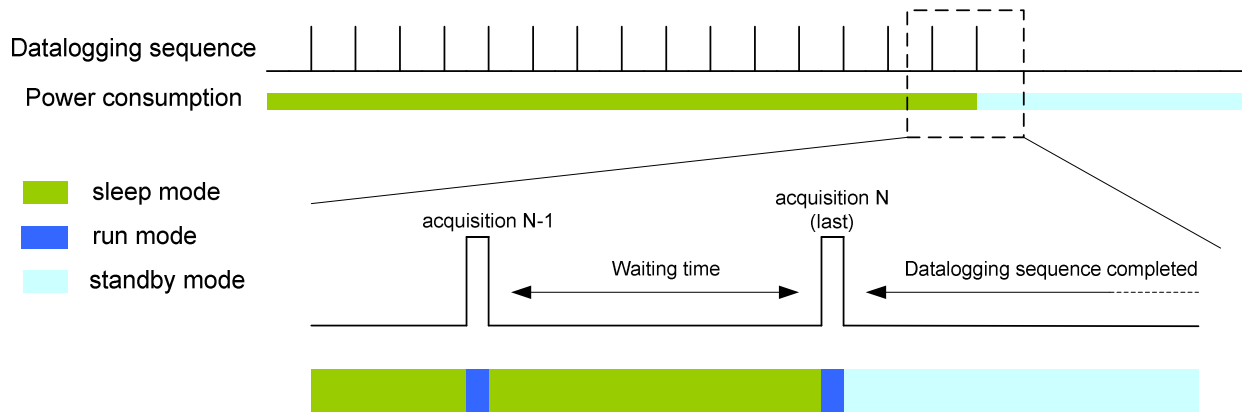 Datalogging sequence
Power consumption
sleep mode
run mode
standby mode
acquisition N-1
acquisition N
(last)
Waiting time
Datalogging sequence completed